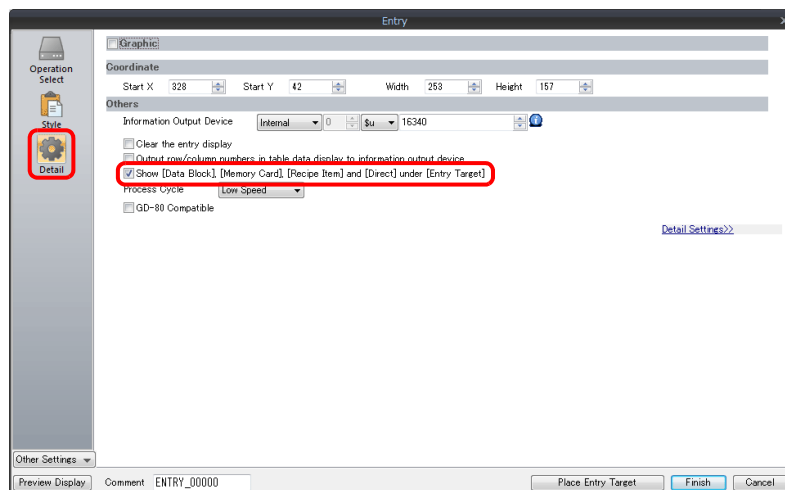 Entry
Operation
Select
Style
Detail
Graphic
Coordinate
Start X 328 Start Y 42 Width 253 Height 157
Others
Information Output Device Internal 0 $u 16340
Clear the entry display
Output row/column numbers in table data display to information output device
Show [Data Block], [Memory Card], [Recipe Item] and [Direct] under [Entry Target]
Process Cycle Low Speed
GD-80 Compatible
Detail Settings>>
Other Settings
Preview Display Comment ENTRY_00000 Place Entry Target Finish Cancel